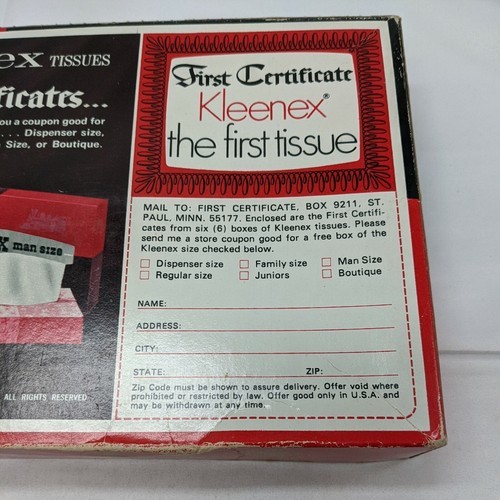 ex TISSUES
ficates...
ou a coupon good for
... Dispenser size,
Size, or Boutique.
X man size
ALL RIGHTS RESERVED
First Certificate
Kleenex®
the first tissue
MAIL TO: FIRST CERTIFICATE, BOX 9211, ST.
PAUL, MINN. 55177. Enclosed are the First Certifi-
cates from six (6) boxes of Kleenex tissues. Please
send me a store coupon good for a free box of the
Kleenex size checked below.
Dispenser size Family size Man Size
Regular size Juniors Boutique
NAME:
ADDRESS:
CITY:
STATE: ZIP:
Zip Code must be shown to assure delivery. Offer void where
prohibited or restricted by law. Offer good only in U.S.A. and
may be withdrawn at any time.